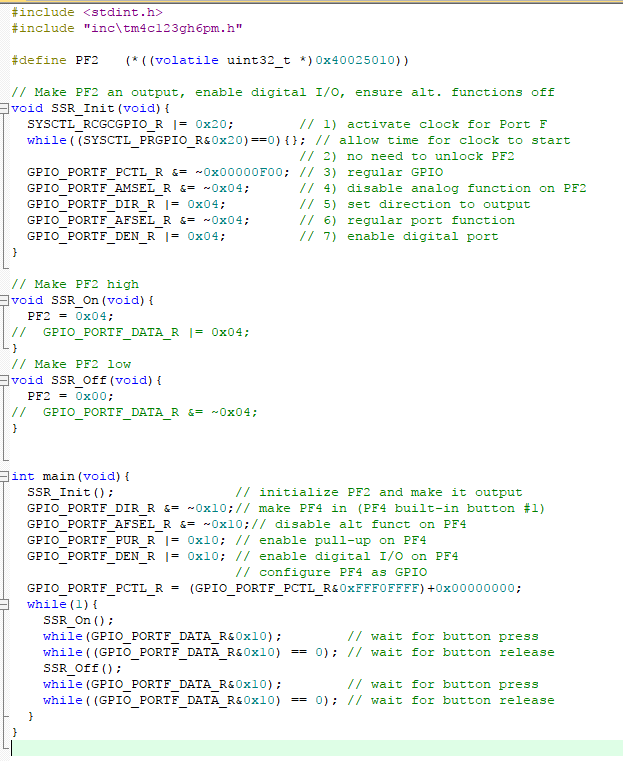 #include <stdint.h>
#include "inc\tm4c123gh6pm.h"

#define PF2   (*((volatile uint32_t *)0x40025010))

// Make PF2 an output, enable digital I/O, ensure alt. functions off
void SSR_Init(void){
  SYSCTL_RCGCGPIO_R |= 0x20;        // 1) activate clock for Port F
  while((SYSCTL_PRGPIO_R&0x20)==0){}; // allow time for clock to start
                                    // 2) no need to unlock PF2
  GPIO_PORTF_PCTL_R &= ~0x00000F00; // 3) regular GPIO
  GPIO_PORTF_AMSEL_R &= ~0x04;      // 4) disable analog function on PF2
  GPIO_PORTF_DIR_R |= 0x04;         // 5) set direction to output
  GPIO_PORTF_AFSEL_R &= ~0x04;      // 6) regular port function
  GPIO_PORTF_DEN_R |= 0x04;         // 7) enable digital port
}

// Make PF2 high
void SSR_On(void){
  PF2 = 0x04;
//  GPIO_PORTF_DATA_R |= 0x04;
}
// Make PF2 low
void SSR_Off(void){
  PF2 = 0x00;
//  GPIO_PORTF_DATA_R &= ~0x04;
}

int main(void){
  SSR_Init();               // initialize PF2 and make it output
  GPIO_PORTF_DIR_R &= ~0x10;// make PF4 in (PF4 built-in button #1)
  GPIO_PORTF_AFSEL_R &= ~0x10;// disable alt funct on PF4
  GPIO_PORTF_PUR_R |= 0x10; // enable pull-up on PF4
  GPIO_PORTF_DEN_R |= 0x10; // enable digital I/O on PF4
                            // configure PF4 as GPIO
  GPIO_PORTF_PCTL_R = (GPIO_PORTF_PCTL_R&0xFFF0FFFF)+0x00000000;
  while(1){
    SSR_On();
    while(GPIO_PORTF_DATA_R&0x10);        // wait for button press
    while((GPIO_PORTF_DATA_R&0x10) == 0); // wait for button release
    SSR_Off();
    while(GPIO_PORTF_DATA_R&0x10);        // wait for button press
    while((GPIO_PORTF_DATA_R&0x10) == 0); // wait for button release
  }
}